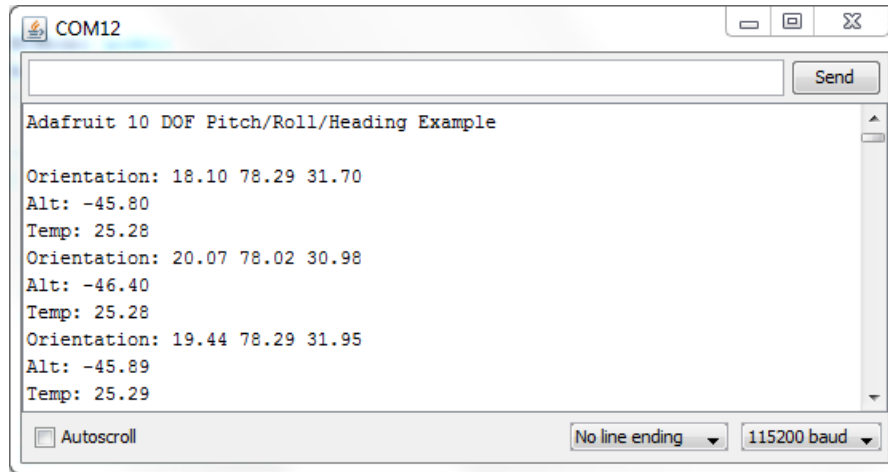 COM12
Send
Adafruit 10 DOF Pitch/Roll/Heading Example
Orientation: 18.10 78.29 31.70
Alt: -45.80
Temp: 25.28
Orientation: 20.07 78.02 30.98
Alt: -46.40
Temp: 25.28
Orientation: 19.44 78.29 31.95
Alt: -45.89
Temp: 25.29
Autoscroll No line ending 115200 baud